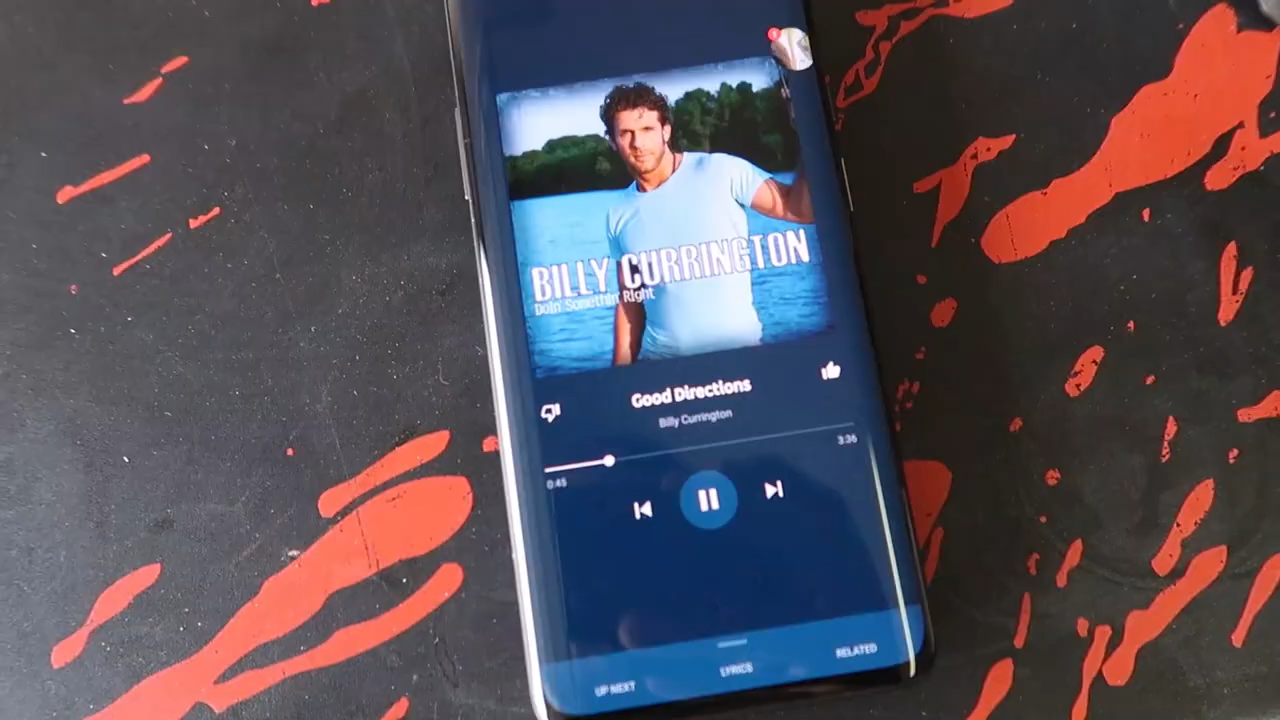 BILLY CURRINGTON
Doin' Somethin' Right
Good Directions
Billy Currington
0:45
3:36
UP NEXT
LYRICS
RELATED